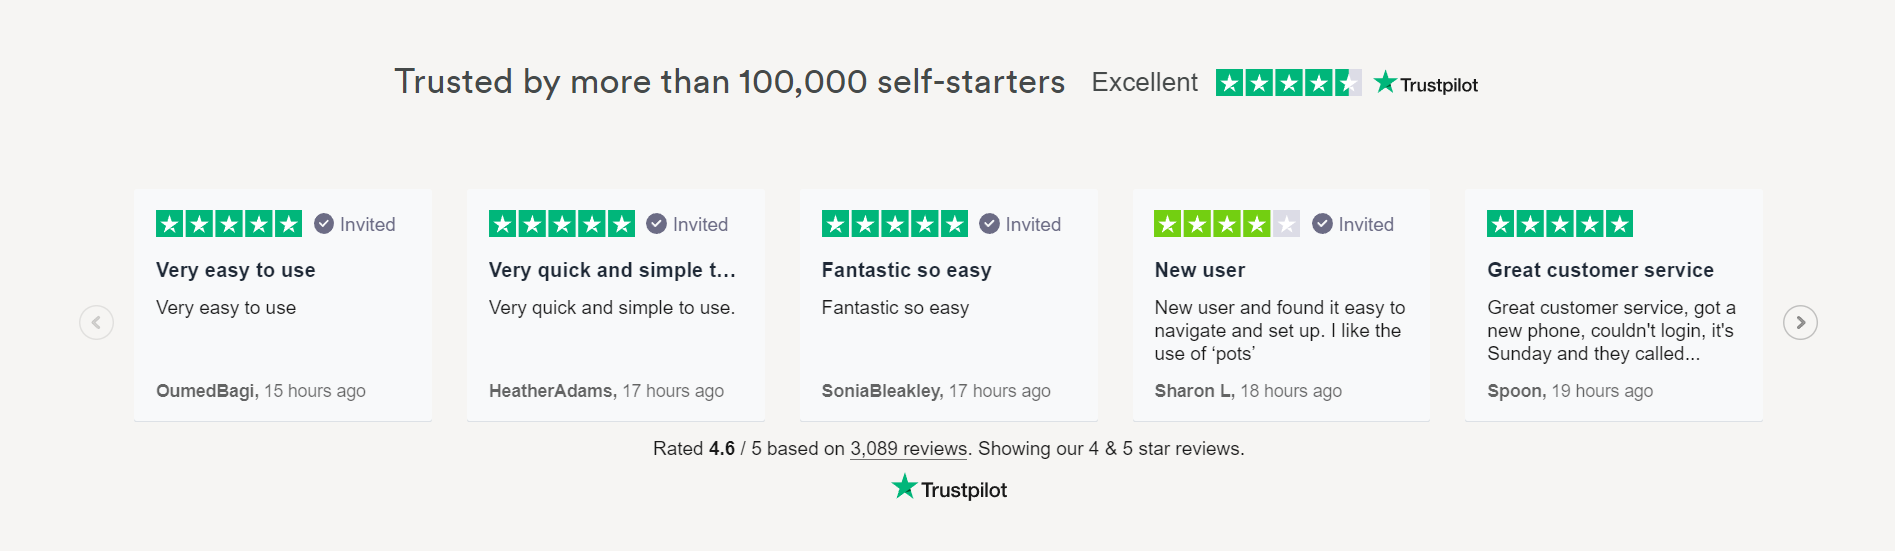 Trusted by more than 100,000 self-starters Excellent Trustpilot
Invited
Very easy to use
Very easy to use
OumedBagi, 15 hours ago
Invited
Very quick and simple t...
Very quick and simple to use.
HeatherAdams, 17 hours ago
Invited
Fantastic so easy
Fantastic so easy
SoniaBleakley, 17 hours ago
Invited
New user
New user and found it easy to
navigate and set up. I like the
use of ‘pots’
Sharon L, 18 hours ago
Great customer service
Great customer service, got a
new phone, couldn't login, it's
Sunday and they called...
Spoon, 19 hours ago
Rated 4.6 / 5 based on 3,089 reviews. Showing our 4 & 5 star reviews.
Trustpilot